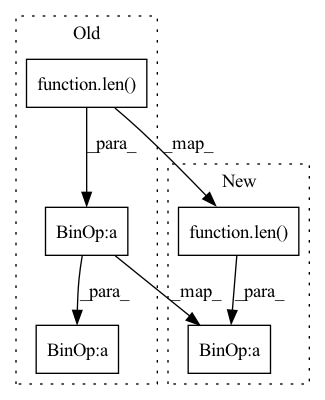 Old
function.len()
_para_
_map_
New
BinOp:a
function.len()
_para_
_map_
_para_
BinOp:a
BinOp:a